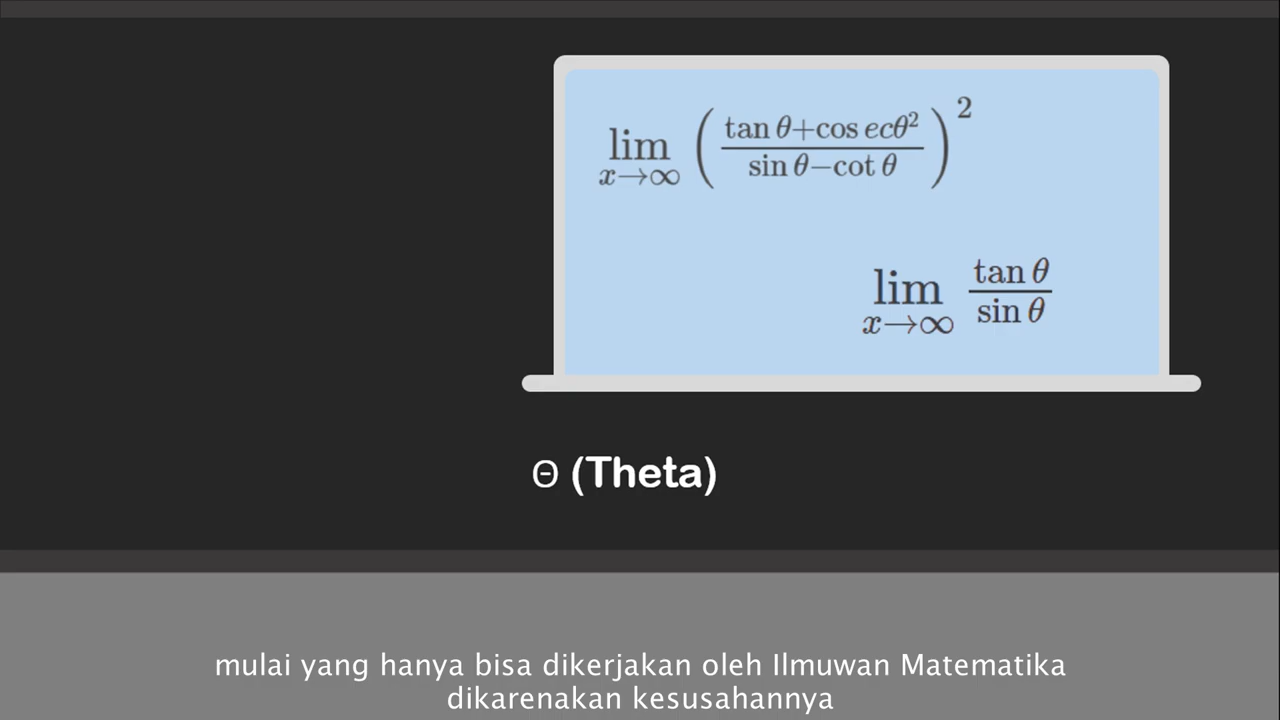 lim x→∞ (tan θ+cos ecθ² / sin θ−cot θ)²
lim x→∞ tan θ / sin θ
Θ (Theta)
mulai yang hanya bisa dikerjakan oleh Ilmuwan Matematika
dikarenakan kesusahannya